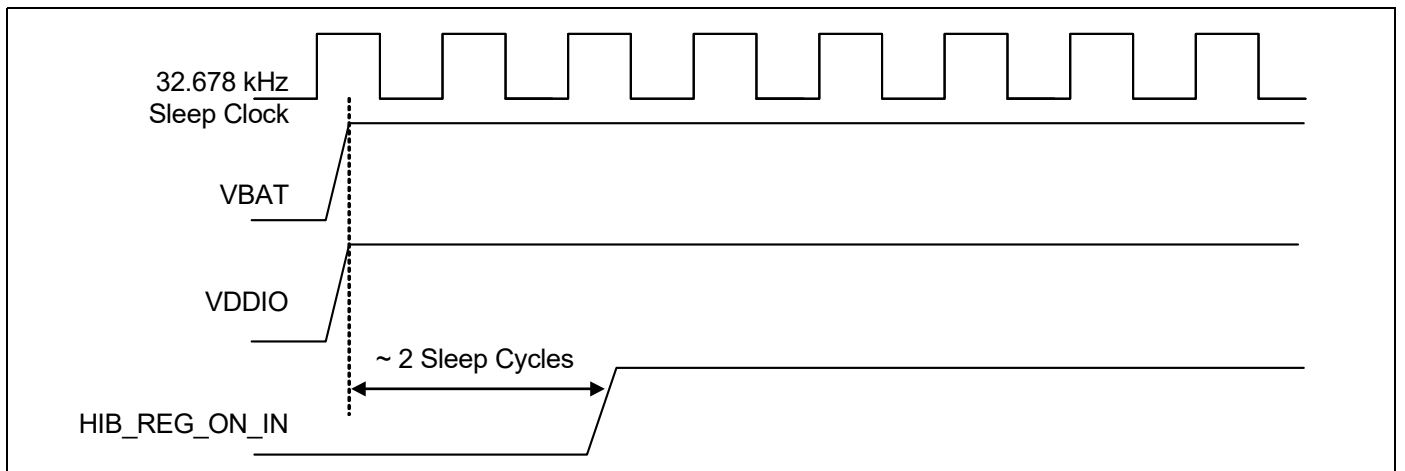 32.678 kHz
Sleep Clock
VBAT
VDDIO
~ 2 Sleep Cycles
HIB_REG_ON_IN